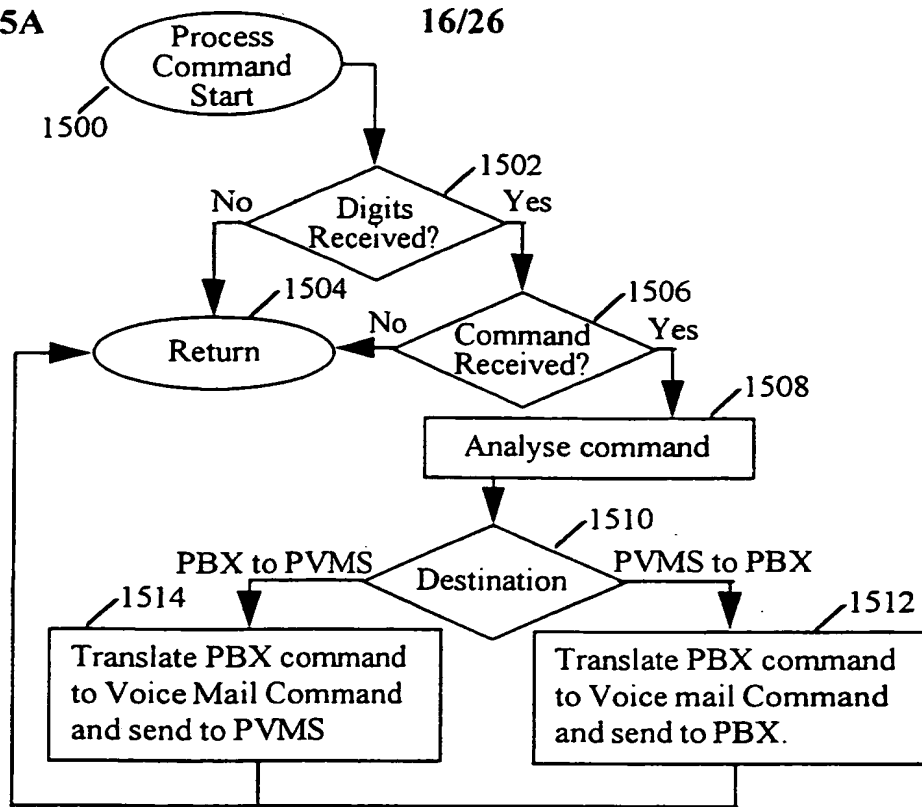 5A
16/26
Process
Command
Start
1500
1502
No
Digits
Received?
Yes
1504
Return
1506
No
Command
Received?
Yes
1508
Analyse command
1510
PBX to PVMS
Destination
PVMS to PBX
1514
Translate PBX command
to Voice Mail Command
and send to PVMS
1512
Translate PBX command
to Voice mail Command
and send to PBX.